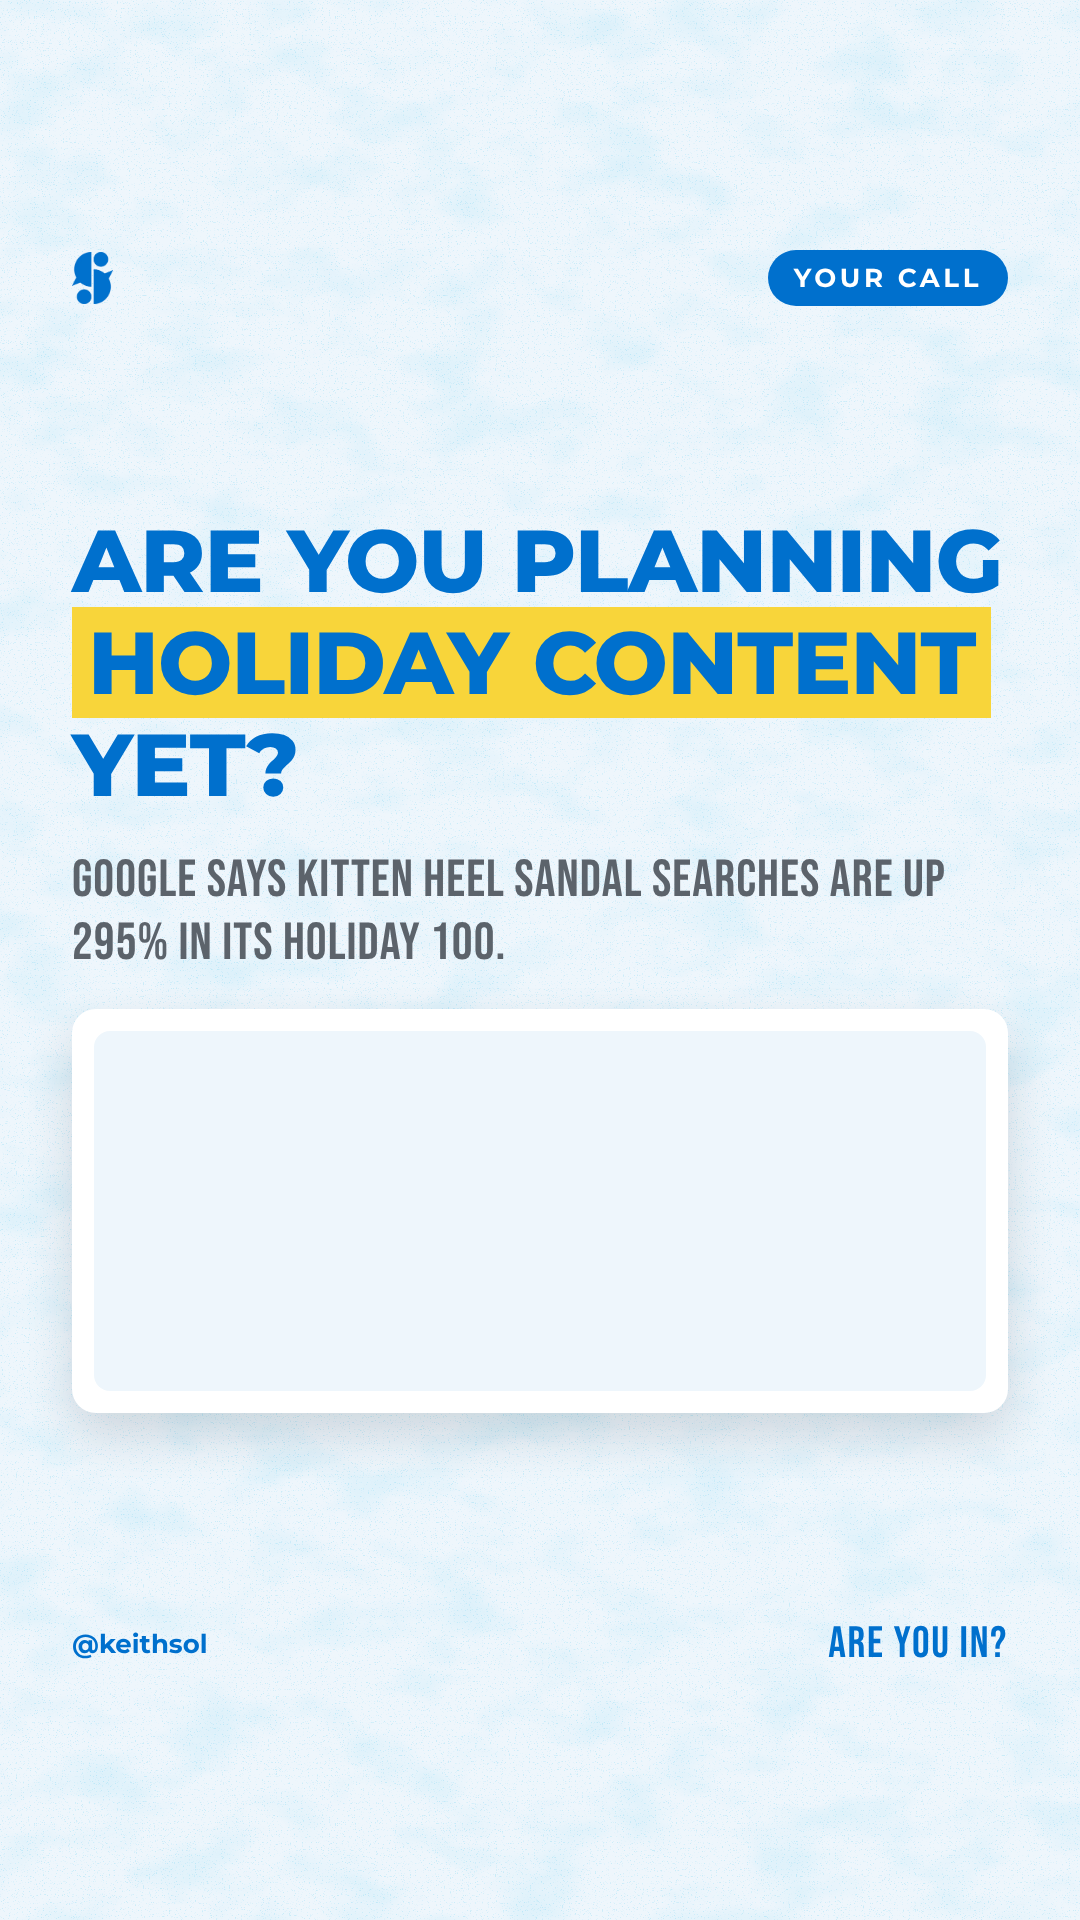 YOUR CALL
ARE YOU PLANNING
HOLIDAY CONTENT
YET?
GOOGLE SAYS KITTEN HEEL SANDAL SEARCHES ARE UP
295% IN ITS HOLIDAY 100.
@keithsol
ARE YOU IN?